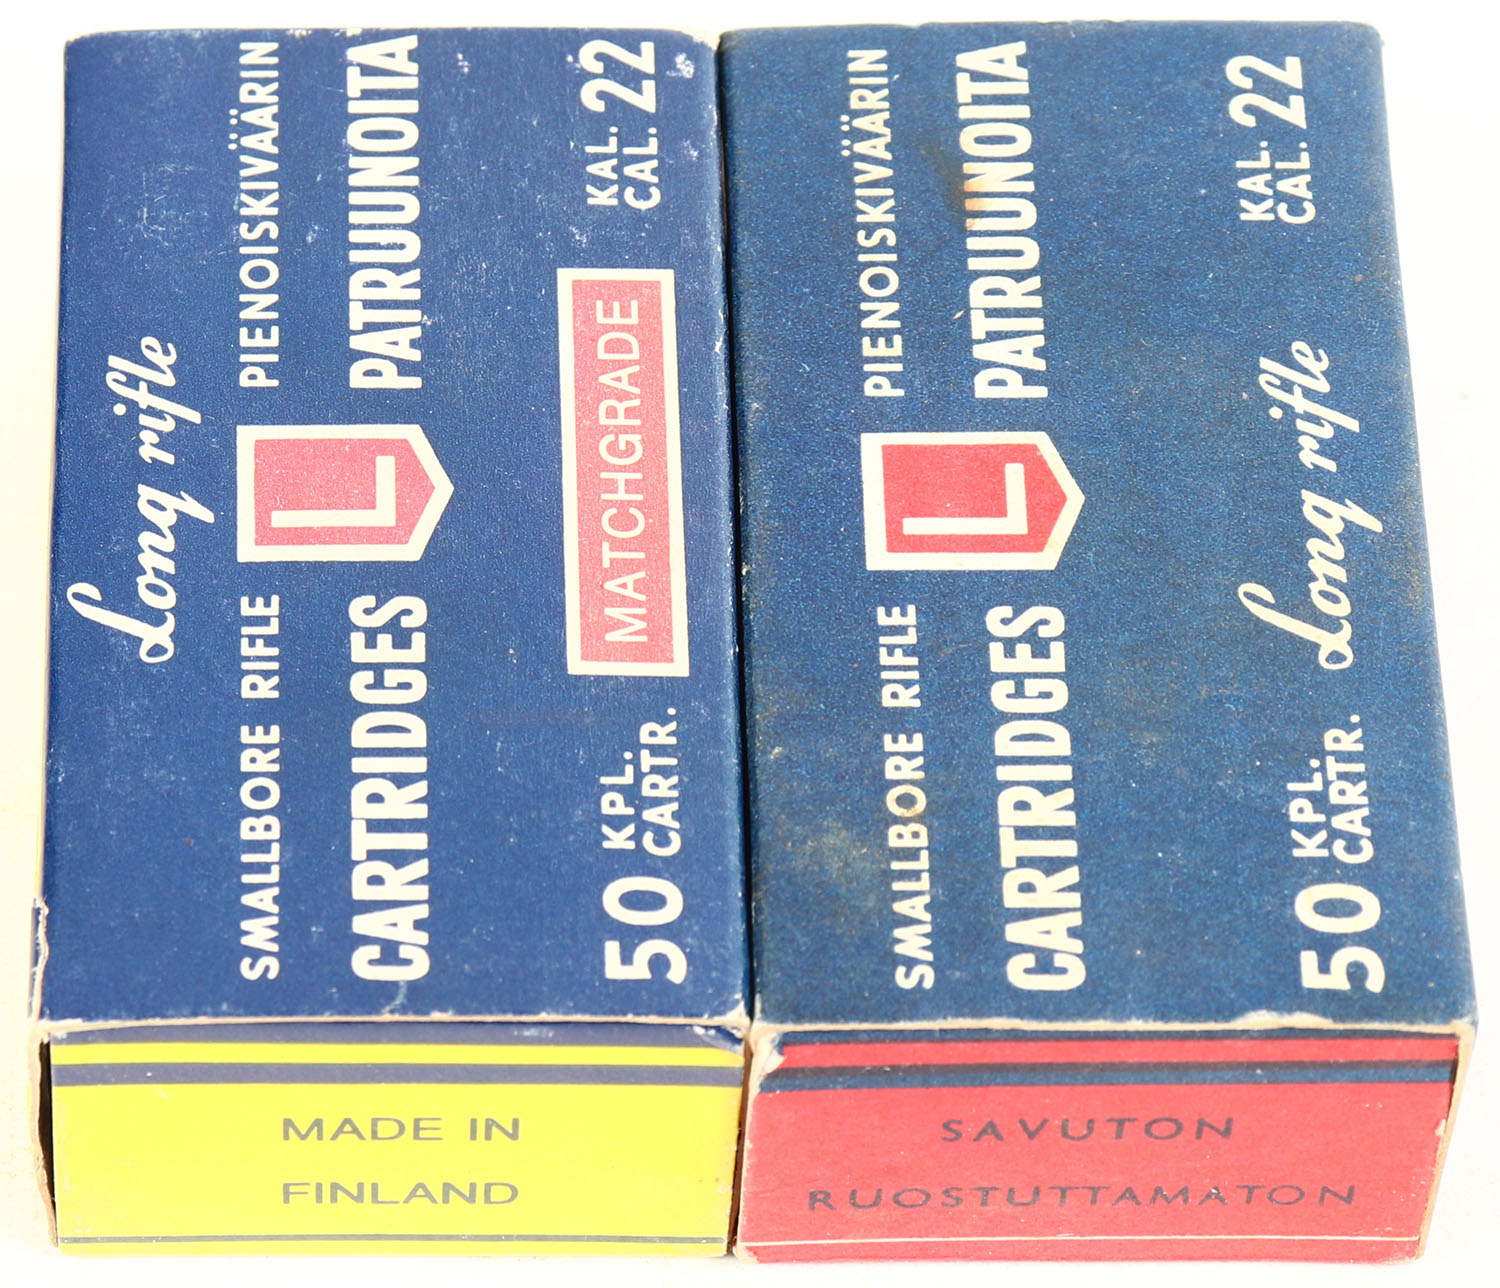 Long rifle
SMALLBORE RIFLE L PIENOISKIVÄÄRIN
CARTRIDGES PATRUUNOITA
MATCHGRADE
50 KPL. KAL. 22
CARTR. CAL.
MADE IN
FINLAND
SMALLBORE RIFLE L PIENOISKIVÄÄRIN
CARTRIDGES PATRUUNOITA
50 KPL. Long rifle KAL. 22
CARTR. CAL.
SAVUTON
RUOSTUTTAMATON